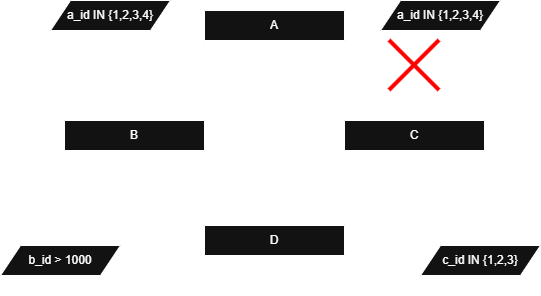 a_id IN {1,2,3,4}
A
a_id IN {1,2,3,4}
B
C
D
b_id > 1000
c_id IN {1,2,3}